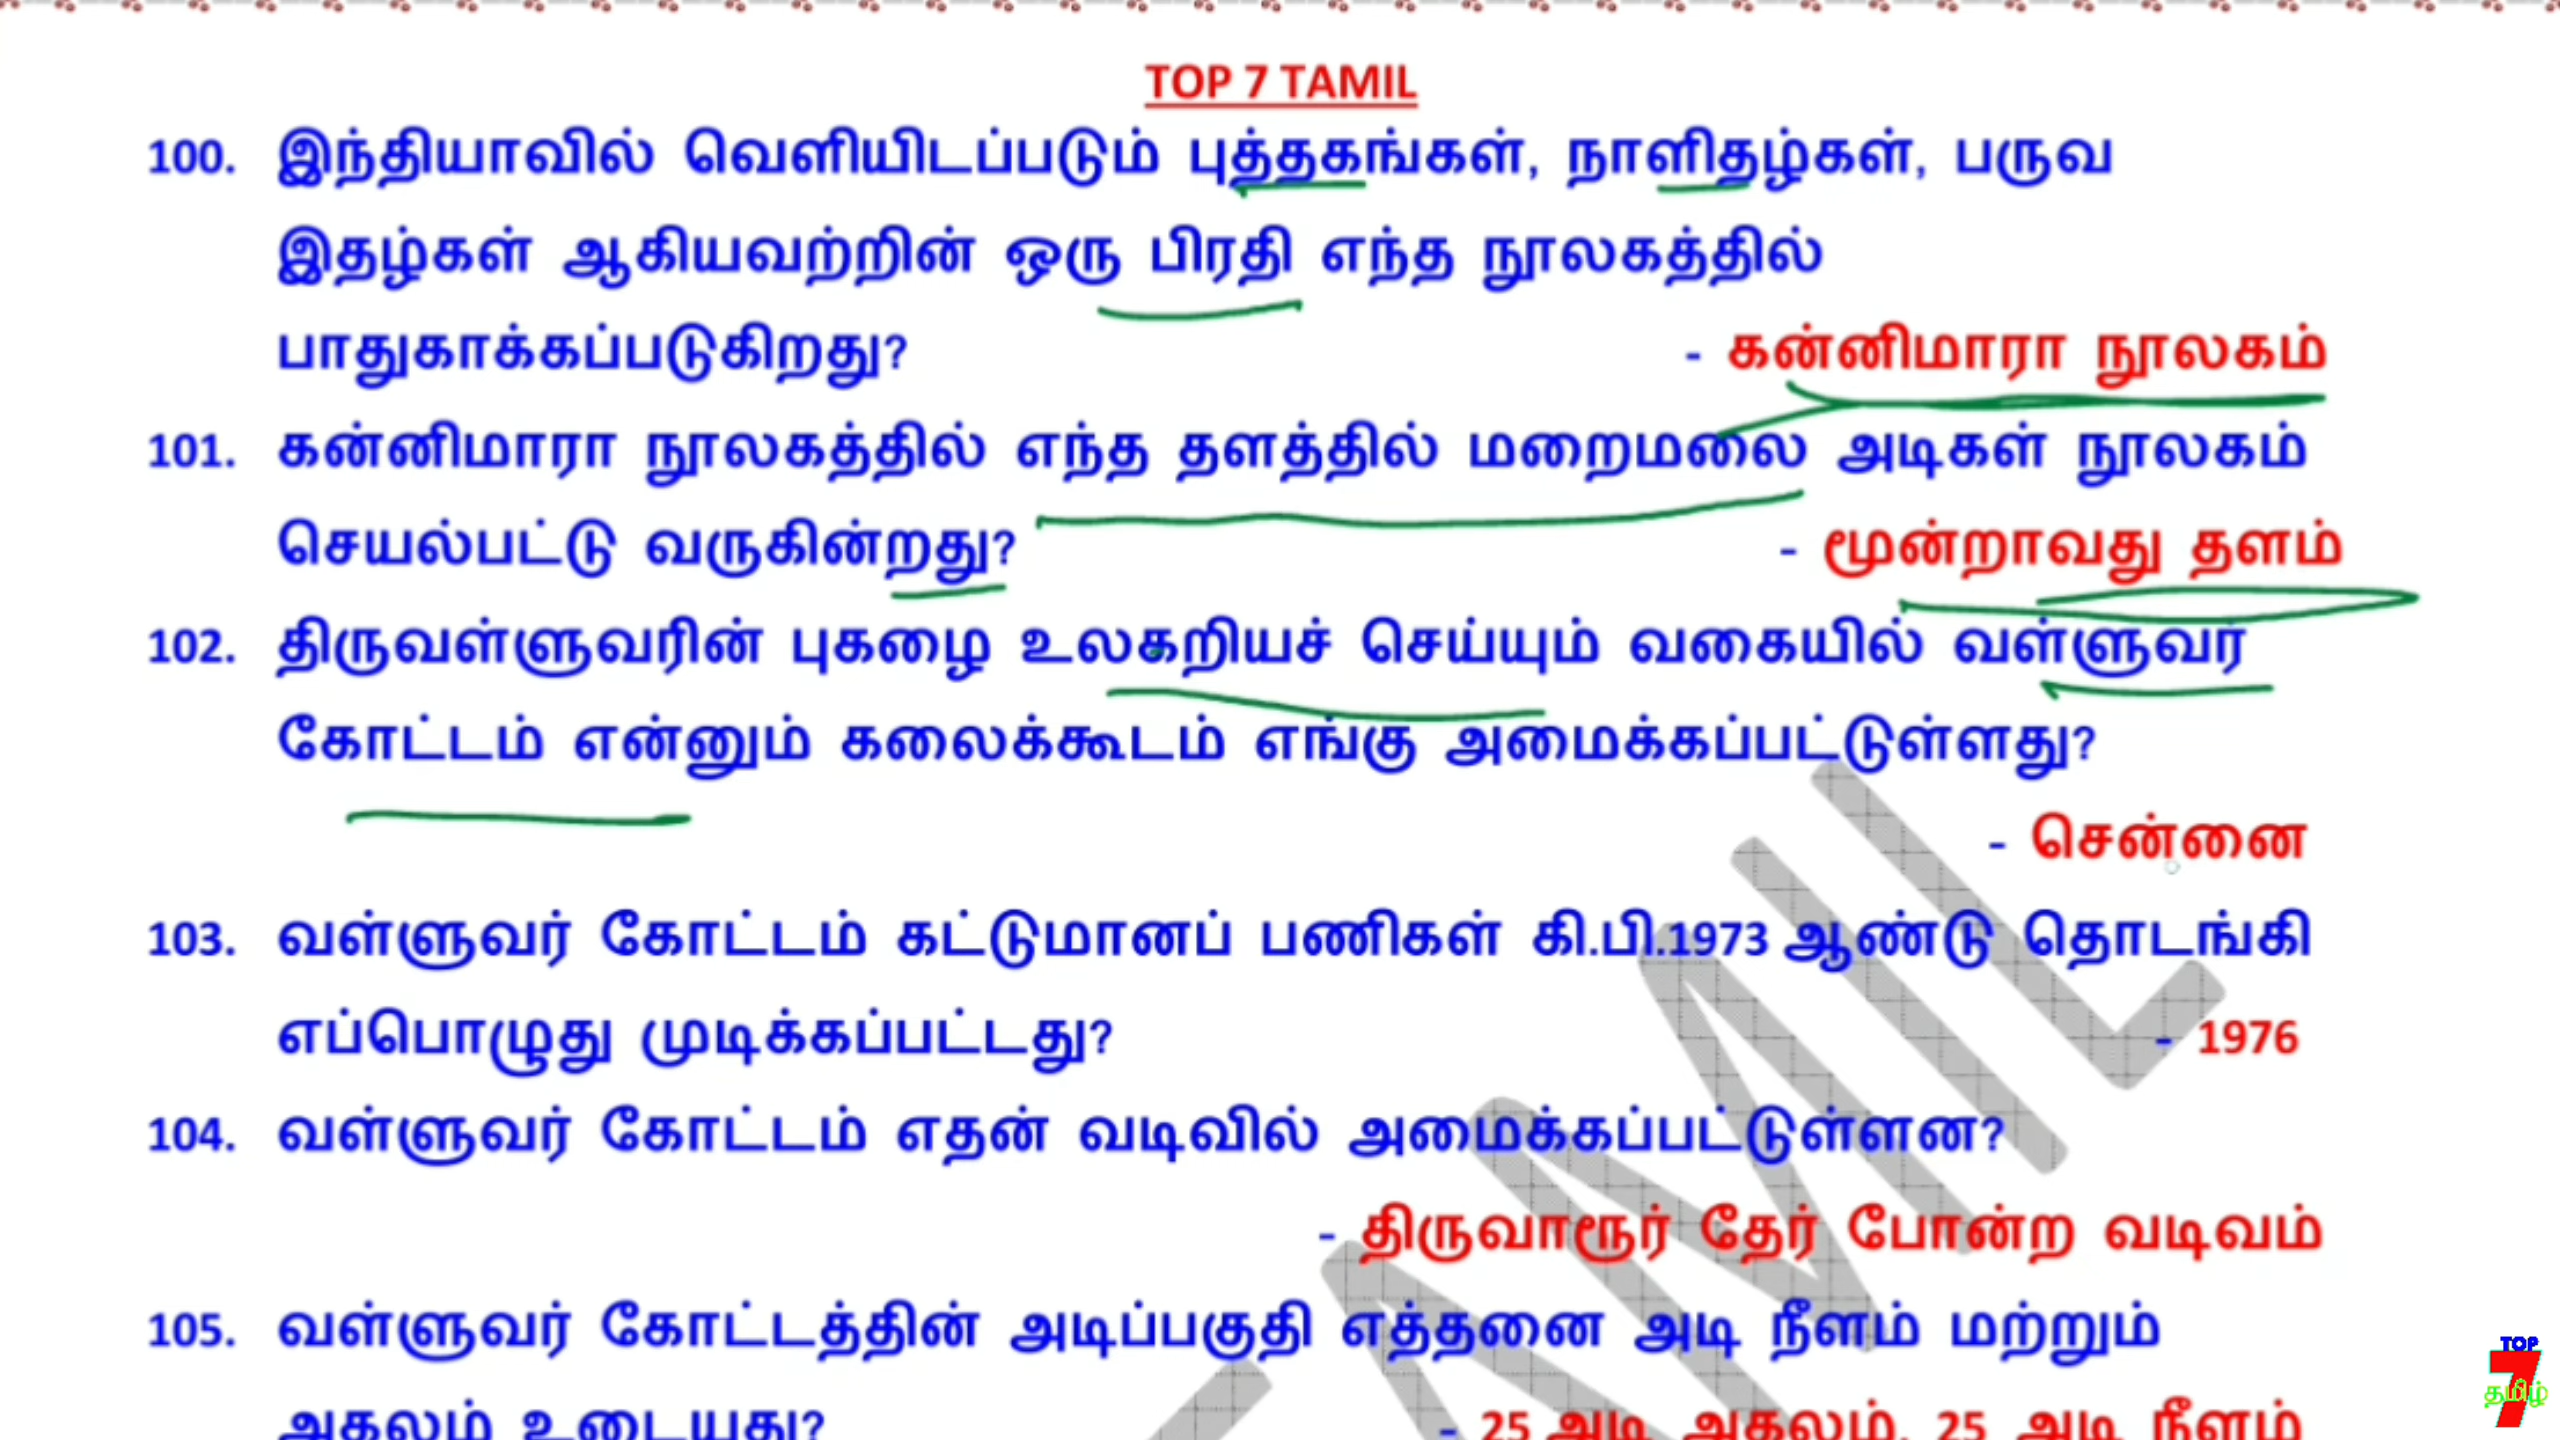 TOP 7 TAMIL
100. இந்தியாவில் வெளியிடப்படும் புத்தகங்கள், நாளிதழ்கள், பருவ
இதழ்கள் ஆகியவற்றின் ஒரு பிரதி எந்த நூலகத்தில்
பாதுகாக்கப்படுகிறது? - கன்னிமாரா நூலகம்
101. கன்னிமாரா நூலகத்தில் எந்த தளத்தில் மறைமலை அடிகள் நூலகம்
செயல்பட்டு வருகின்றது? - மூன்றாவது தளம்
102. திருவள்ளுவரின் புகழை உலகறியச் செய்யும் வகையில் வள்ளுவர்
கோட்டம் என்னும் கலைக்கூடம் எங்கு அமைக்கப்பட்டுள்ளது?
- சென்னை
103. வள்ளுவர் கோட்டம் கட்டுமானப் பணிகள் கி.பி.1973 ஆண்டு தொடங்கி
எப்பொழுது முடிக்கப்பட்டது? - 1976
104. வள்ளுவர் கோட்டம் எதன் வடிவில் அமைக்கப்பட்டுள்ளன?
- திருவாரூர் தேர் போன்ற வடிவம்
105. வள்ளுவர் கோட்டத்தின் அடிப்பகுதி எத்தனை அடி நீளம் மற்றும்
அகலம் உடையது? - 25 அடி அகலம், 25 அடி நீளம்
TAMIL
TOP
7
தமிழ்